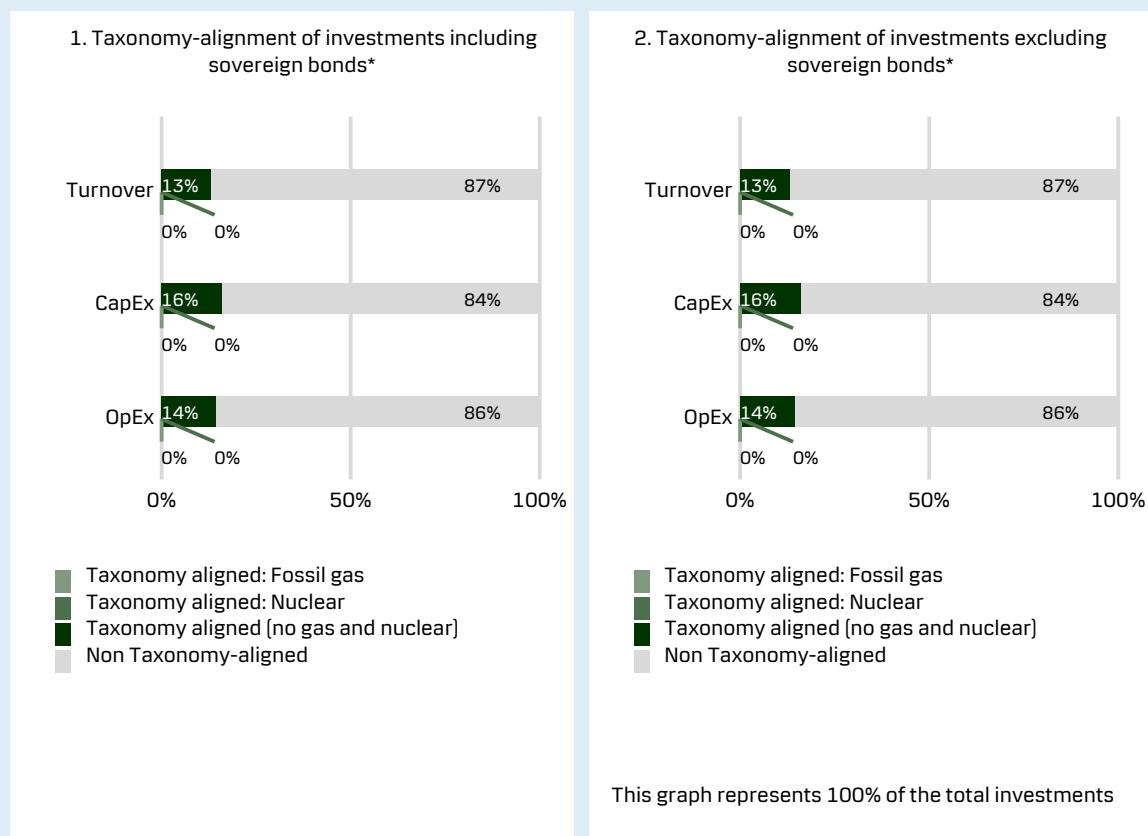 1. Taxonomy-alignment of investments including
sovereign bonds*
Turnover 13% 87%
0% 0%
CapEx 16% 84%
0% 0%
OpEx 14% 86%
0% 0%
0% 50% 100%
Taxonomy aligned: Fossil gas
Taxonomy aligned: Nuclear
Taxonomy aligned (no gas and nuclear)
Non Taxonomy-aligned
2. Taxonomy-alignment of investments excluding
sovereign bonds*
Turnover 13% 87%
0% 0%
CapEx 16% 84%
0% 0%
OpEx 14% 86%
0% 0%
0% 50% 100%
Taxonomy aligned: Fossil gas
Taxonomy aligned: Nuclear
Taxonomy aligned (no gas and nuclear)
Non Taxonomy-aligned
This graph represents 100% of the total investments